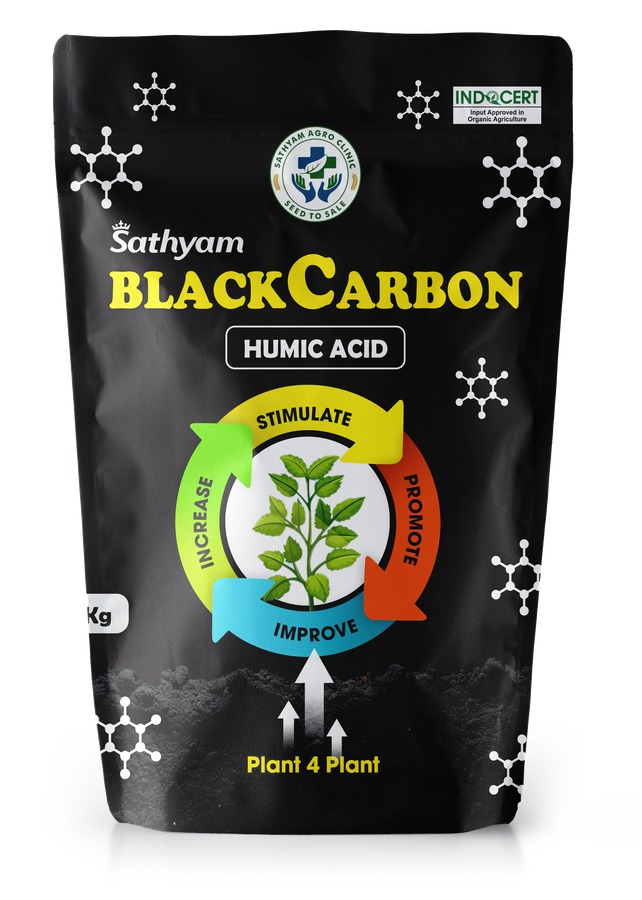 INDOCERT
Input Approved in
Organic Agriculture
SATHYAM AGRO CLINIC
SEED TO SALE
Sathyam
BLACKCARBON
HUMIC ACID
STIMULATE
PROMOTE
INCREASE
IMPROVE
Kg
Plant 4 Plant